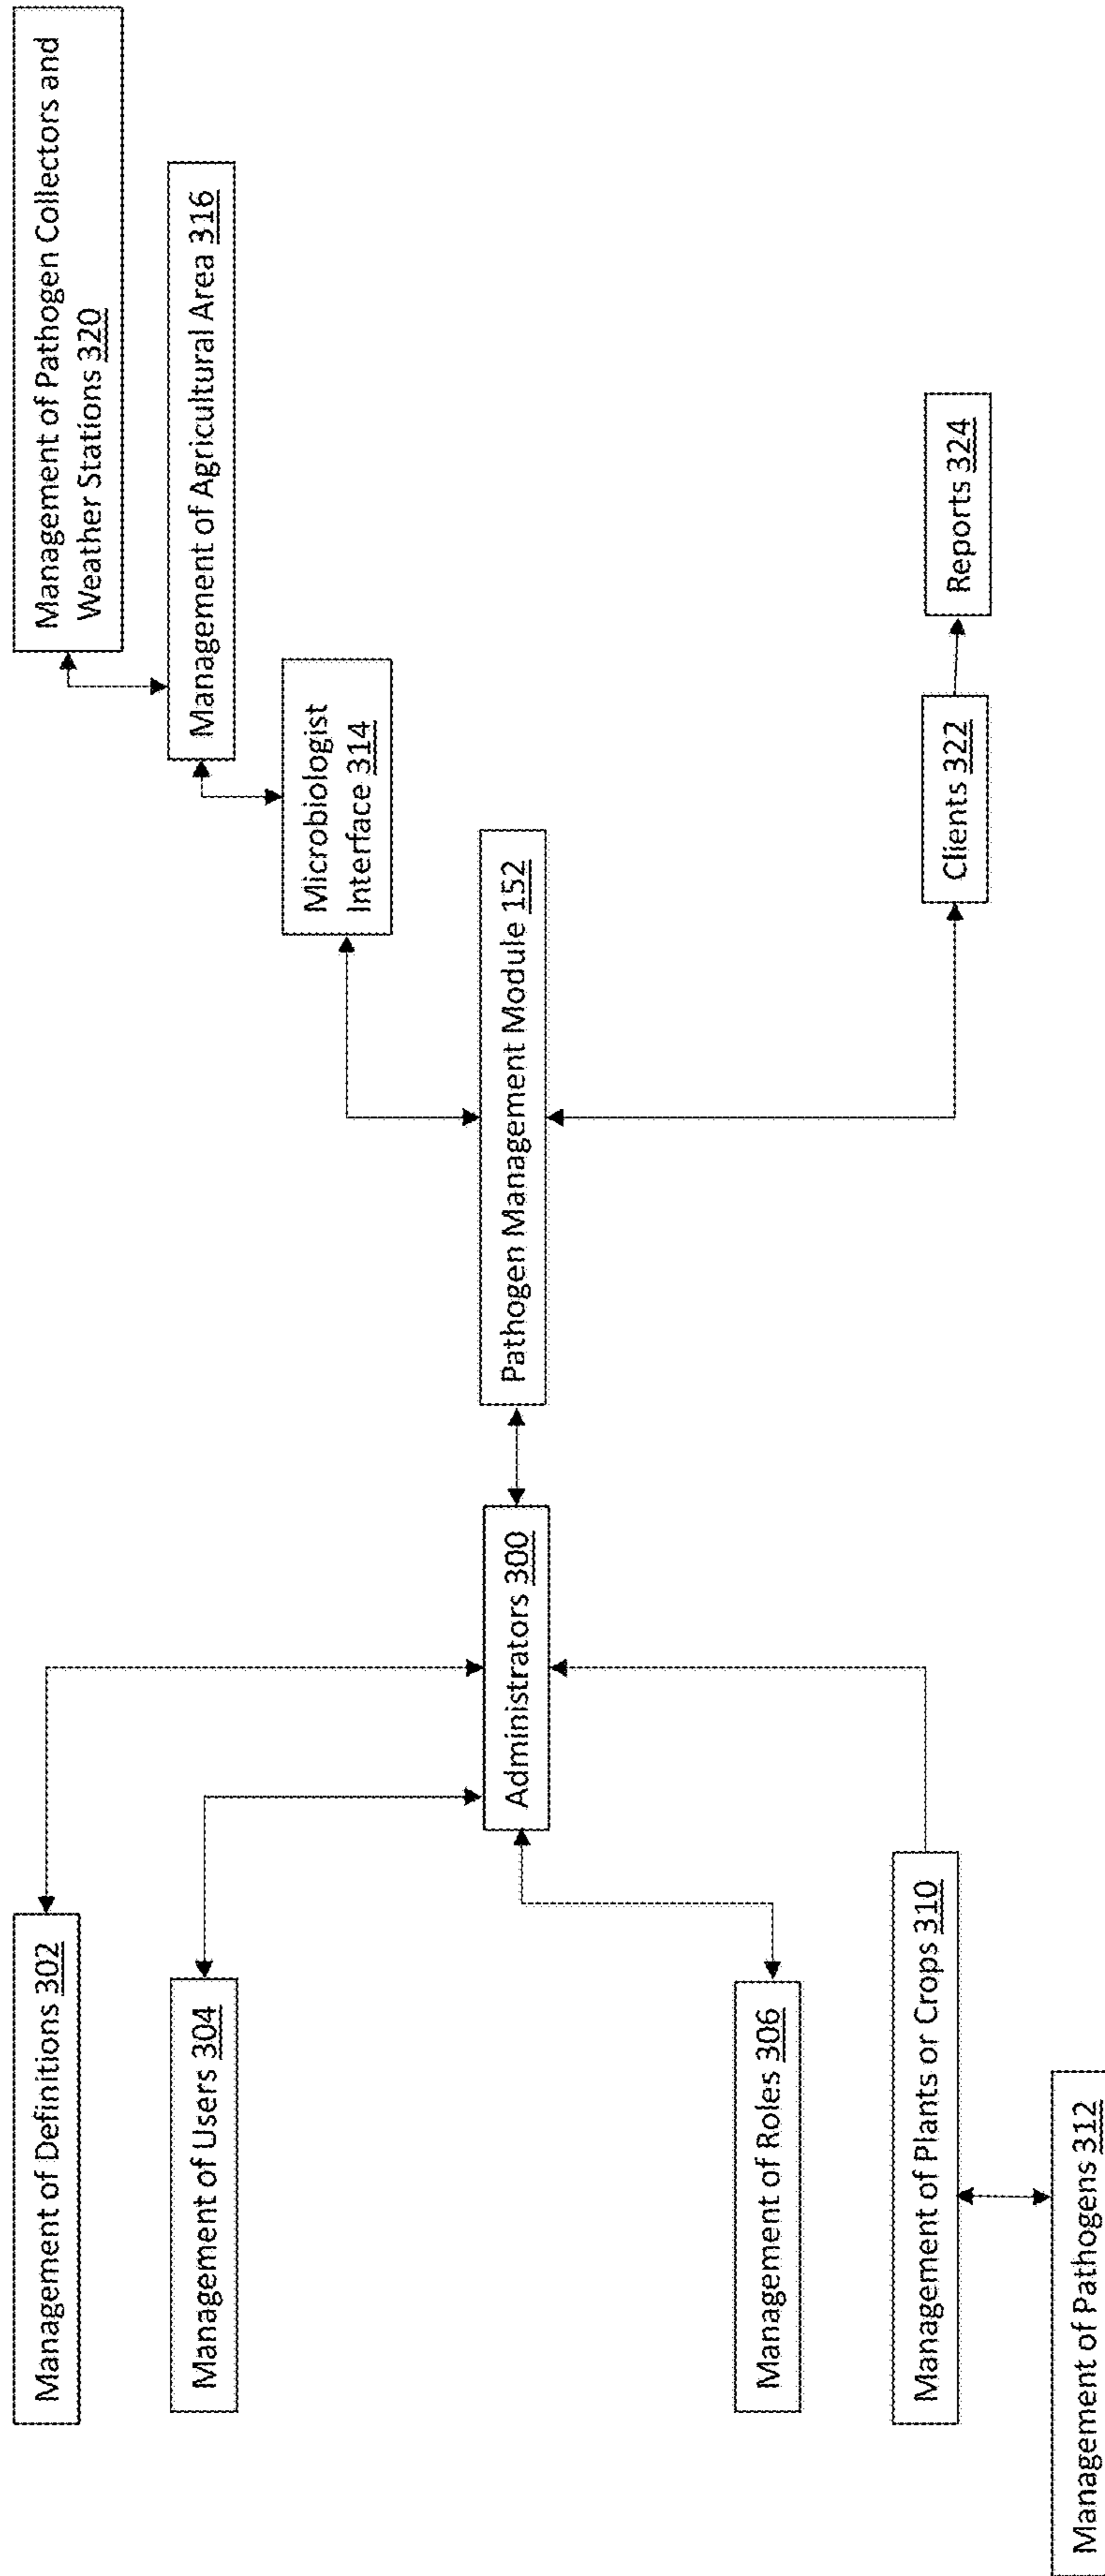 Management of Definitions 302
Management of Users 304
Management of Roles 306
Management of Plants or Crops 310
Management of Pathogens 312
Administrators 300
Pathogen Management Module 152
Microbiologist
Interface 314
Management of Agricultural Area 316
Management of Pathogen Collectors and
Weather Stations 320
Clients 322
Reports 324